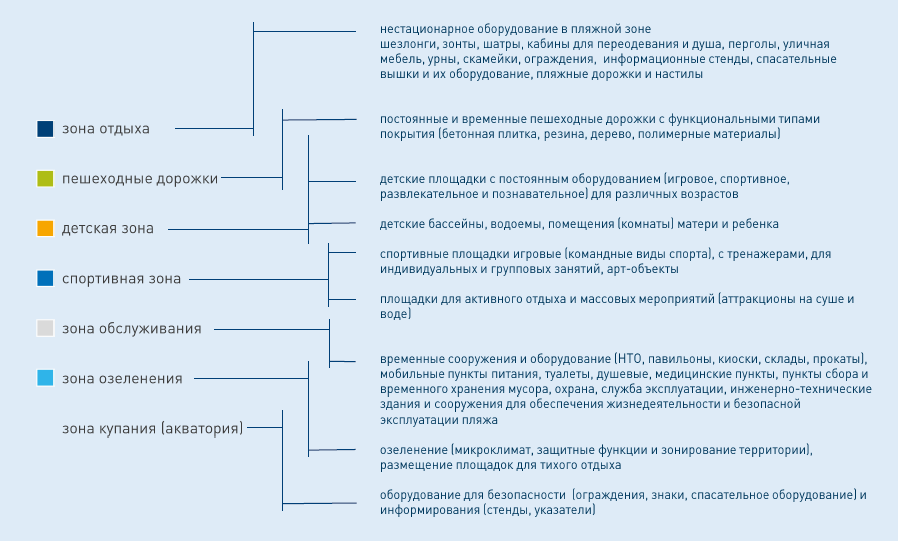 зона отдыха
пешеходные дорожки
детская зона
спортивная зона
зона обслуживания
зона озеленения
зона купания (акватория)
нестационарное оборудование в пляжной зоне
шезлонги, зонты, шатры, кабины для переодевания и душа, перголы, уличная
мебель, урны, скамейки, ограждения, информационные стенды, спасательные
вышки и их оборудование, пляжные дорожки и настилы
постоянные и временные пешеходные дорожки с функциональными типами
покрытия (бетонная плитка, резина, дерево, полимерные материалы)
детские площадки с постоянным оборудованием (игровое, спортивное,
развлекательное и познавательное) для различных возрастов
детские бассейны, водоемы, помещения (комнаты) матери и ребенка
спортивные площадки игровые (командные виды спорта), с тренажерами, для
индивидуальных и групповых занятий, арт-объекты
площадки для активного отдыха и массовых мероприятий (аттракционы на суше и
воде)
временные сооружения и оборудование (НТО, павильоны, киоски, склады, прокаты),
мобильные пункты питания, туалеты, душевые, медицинские пункты, пункты сбора и
временного хранения мусора, охрана, служба эксплуатации, инженерно-технические
здания и сооружения для обеспечения жизнедеятельности и безопасной
эксплуатации пляжа
озеленение (микроклимат, защитные функции и зонирование территории),
размещение площадок для тихого отдыха
оборудование для безопасности (ограждения, знаки, спасательное оборудование) и
информирования (стенды, указатели)